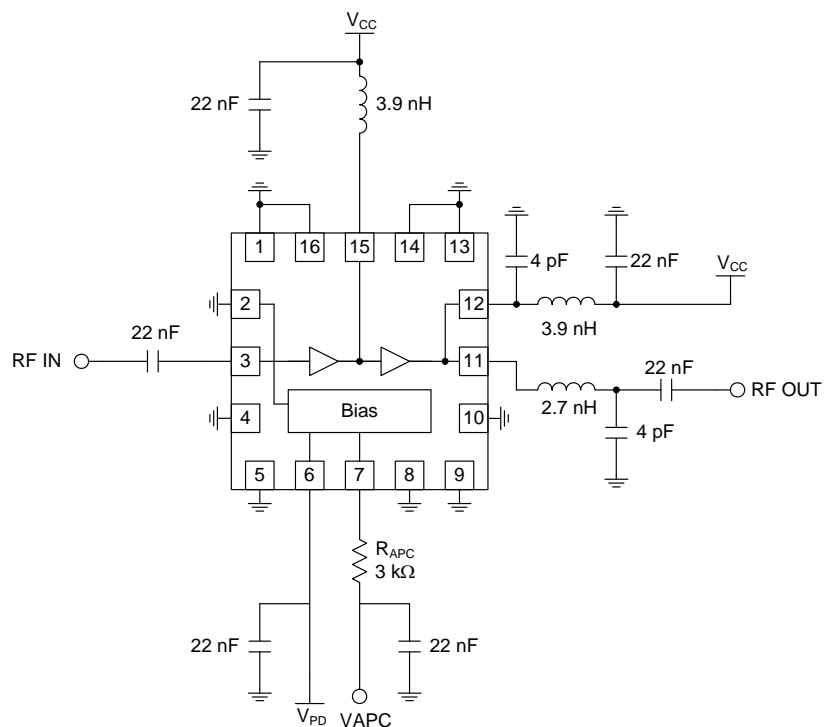 VCC
22 nF
3.9 nH
1
16
15
14
13
4 pF
22 nF
VCC
2
12
3.9 nH
22 nF
RF IN
3
11
22 nF
RF OUT
2.7 nH
4
Bias
10
4 pF
5
6
7
8
9
RAPC
3 kΩ
22 nF
22 nF
VPD
VAPC